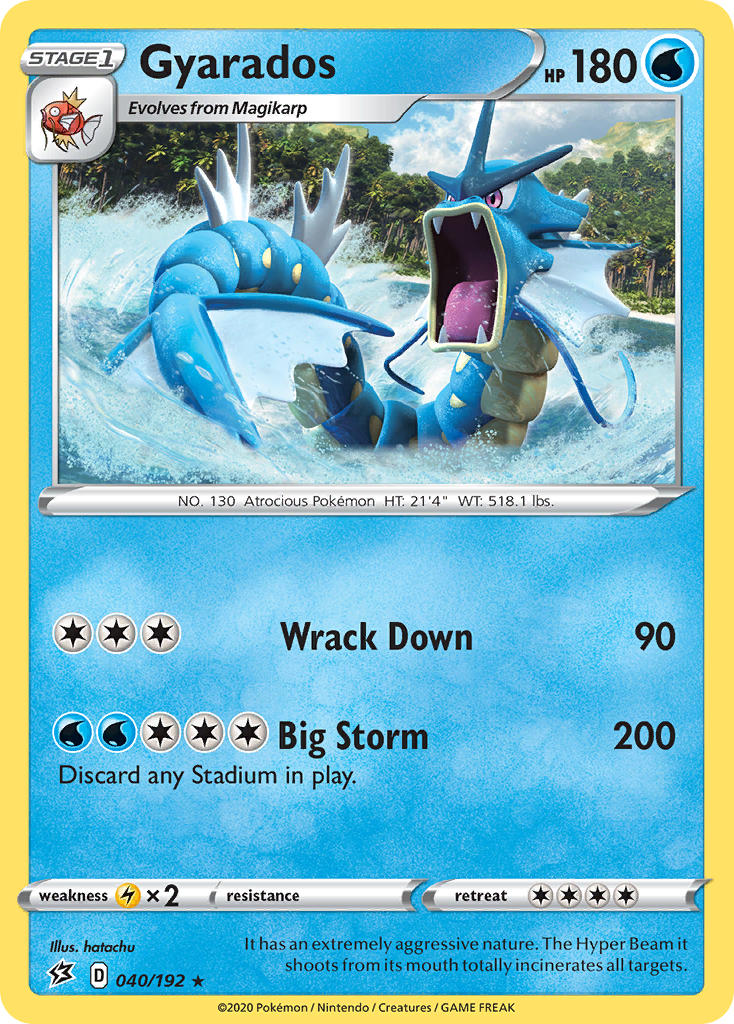 STAGE1
Gyarados
HP 180
Evolves from Magikarp
NO. 130 Atrocious Pokémon HT: 21'4" WT: 518.1 lbs.
Wrack Down 90
Big Storm 200
Discard any Stadium in play.
weakness ×2 resistance retreat
Illus. hatachu
It has an extremely aggressive nature. The Hyper Beam it
shoots from its mouth totally incinerates all targets.
D 040/192 ★
©2020 Pokémon / Nintendo / Creatures / GAME FREAK